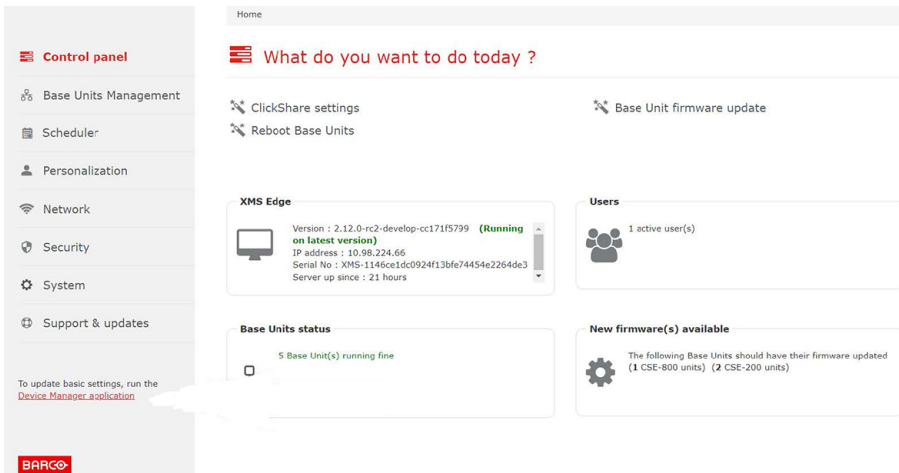 Home
Control panel
What do you want to do today ?
Base Units Management
ClickShare settings
Base Unit firmware update
Scheduler
Reboot Base Units
Personalization
Network
Security
System
Support & updates
XMS Edge
Version : 2.12.0-rc2-develop-cc171f5799 (Running
on latest version)
IP address : 10.98.224.66
Serial No : XMS-1146ce1dc0924f13bfe74454e2264de3
Server up since : 21 hours
Users
1 active user(s)
Base Units status
5 Base Unit(s) running fine
New firmware(s) available
The following Base Units should have their firmware updated
(1 CSE-800 units) (2 CSE-200 units)
To update basic settings, run the
Device Manager application
BARCO